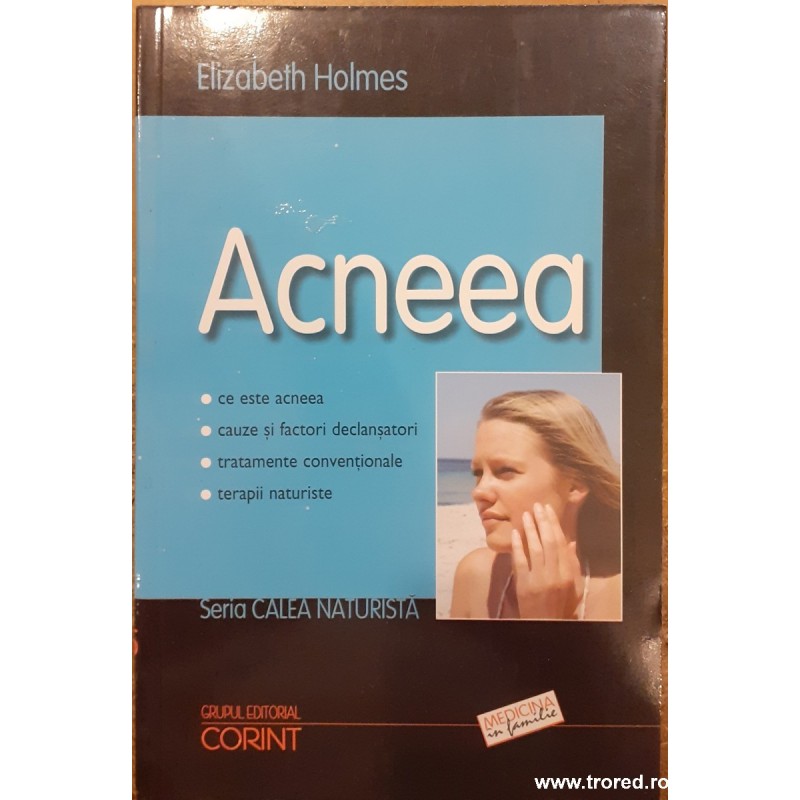 Elizabeth Holmes
Acneea
ce este acneea
cauze și factori declanșatori
tratamente convenționale
terapii naturiste
Seria CALEA NATURISTĂ
GRUPUL EDITORIAL
CORINT
MEDICINA
în familie
www.trored.ro